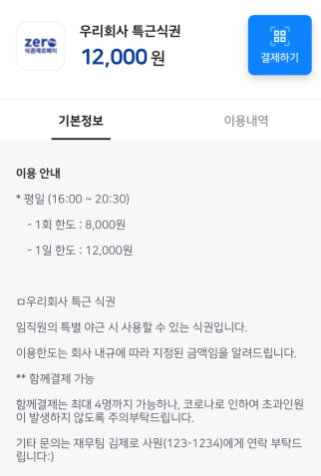 우리회사 특근식권
zero
식권제로페이
12,000 원
결제하기
기본정보
이용내역
이용 안내
* 평일 (16:00 ~ 20:30)
- 1회 한도 : 8,000원
- 1일 한도 : 12,000원
ㅁ우리회사 특근 식권
임직원의 특별 야근 시 사용할 수 있는 식권입니다.
이용한도는 회사 내규에 따라 지정된 금액임을 알려드립니다.
** 함께결제 가능
함께결제는 최대 4명까지 가능하나, 코로나로 인하여 초과인원
이 발생하지 않도록 주의부탁드립니다.
기타 문의는 재무팀 김제로 사원(123-1234)에게 연락 부탁드
립니다:)